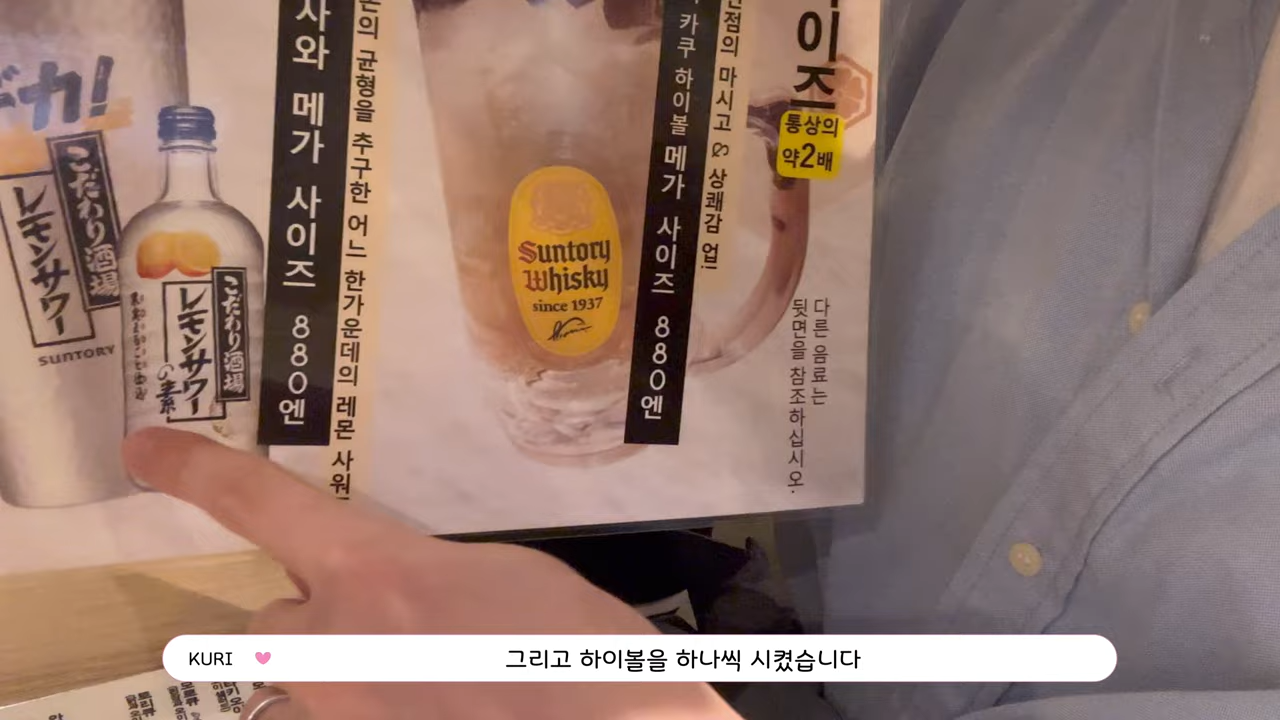 カ!
こだわり酒場
レモンサワー
SUNTORY
こだわり酒場
レモンサワー
の素
사와 메가 사이즈 880엔
의 균형을 추구한 어느 한가운데의 레몬 사워
Suntory
Whisky
since 1937
카쿠 하이볼 메가 사이즈 880엔
점의 마시고 & 상쾌감 업!
이즈
통상의
약2배
다른 음료는
뒷면을 참조하십시오.
KURI
그리고 하이볼을 하나씩 시켰습니다